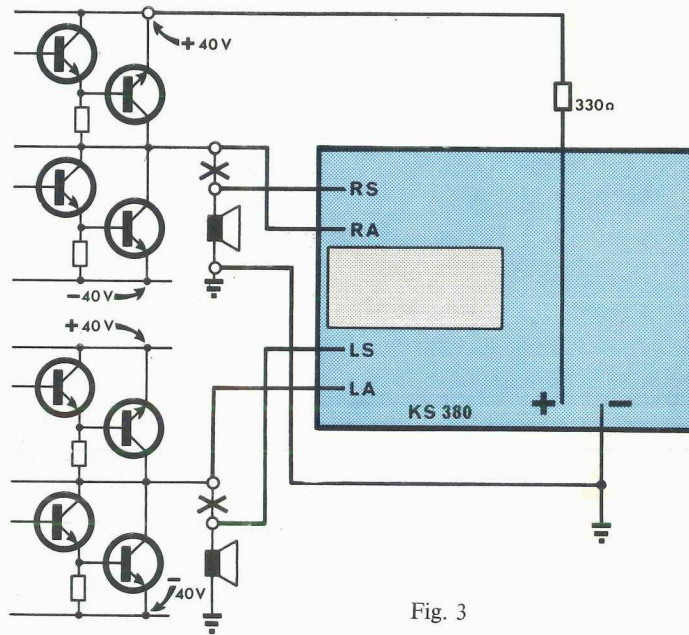 +40V
330Ω
RS
RA
-40V
+40V
LS
LA
KS 380
+ -
-40V
Fig. 3